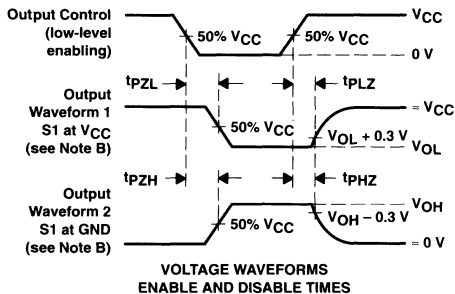 Output Control
(low-level
enabling)
50% VCC
50% VCC
VCC
0 V
tPZL
tPLZ
Output
Waveform 1
S1 at VCC
(see Note B)
50% VCC
≈ VCC
VOL + 0.3 V
VOL
tPZH
tPHZ
Output
Waveform 2
S1 at GND
(see Note B)
50% VCC
VOH
VOH − 0.3 V
≈ 0 V
VOLTAGE WAVEFORMS
ENABLE AND DISABLE TIMES